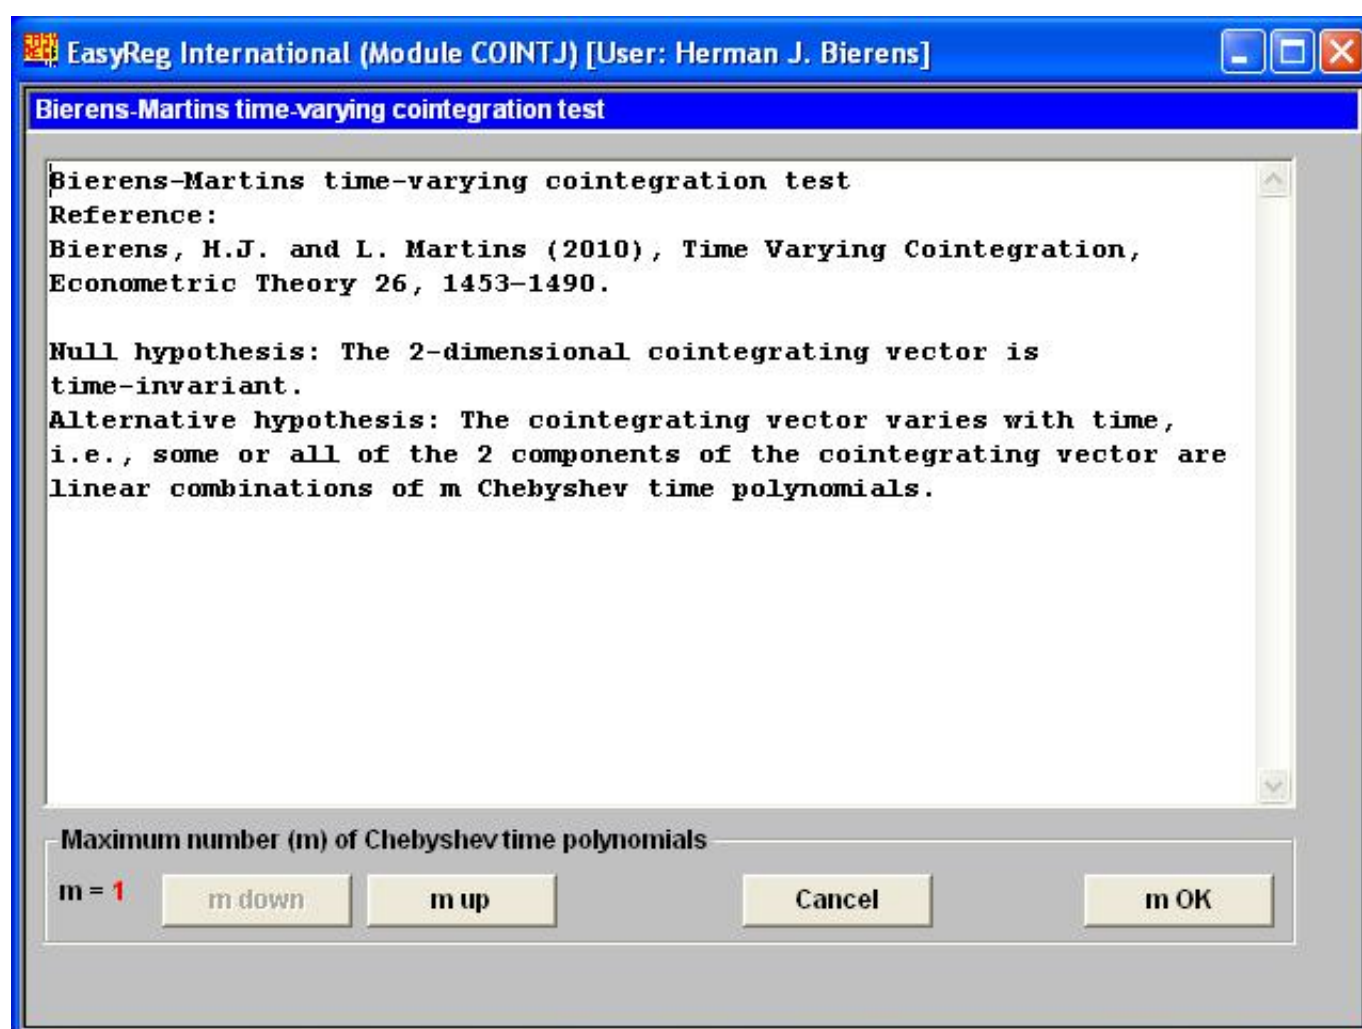 EasyReg International (Module COINTJ) [User: Herman J. Bierens]
Bierens-Martins time-varying cointegration test
Bierens-Martins time-varying cointegration test
Reference:
Bierens, H.J. and L. Martins (2010), Time Varying Cointegration,
Econometric Theory 26, 1453-1490.
Null hypothesis: The 2-dimensional cointegrating vector is
time-invariant.
Alternative hypothesis: The cointegrating vector varies with time,
i.e., some or all of the 2 components of the cointegrating vector are
linear combinations of m Chebyshev time polynomials.
Maximum number (m) of Chebyshev time polynomials
m = 1 m down m up Cancel m OK